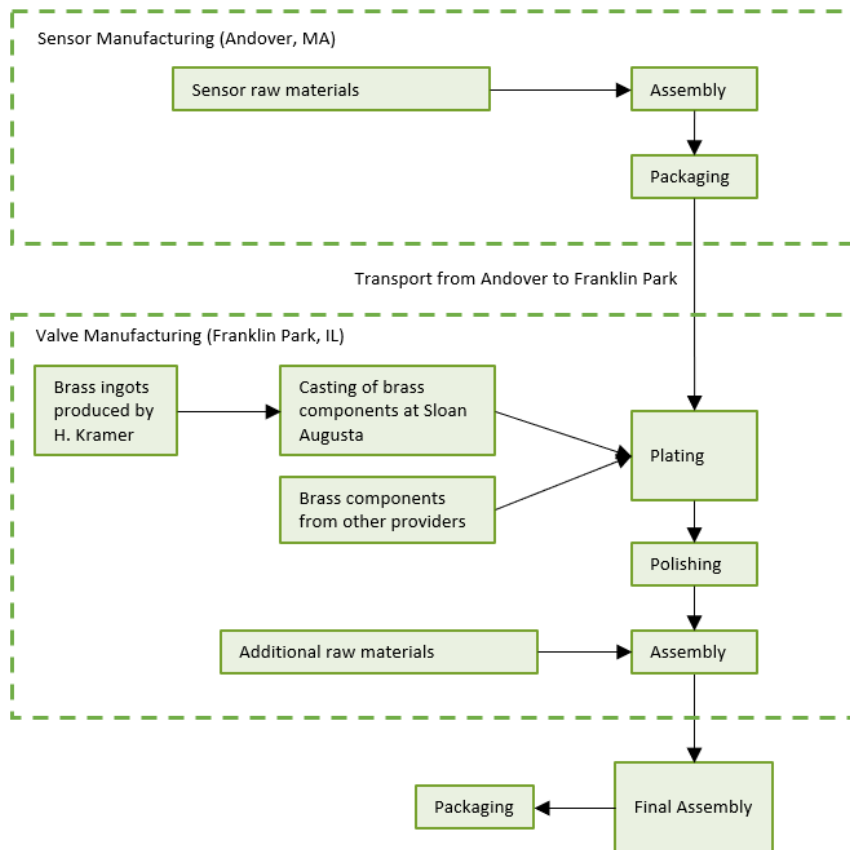 Sensor Manufacturing (Andover, MA)
Sensor raw materials
Assembly
Packaging
Transport from Andover to Franklin Park
Valve Manufacturing (Franklin Park, IL)
Brass ingots
produced by
H. Kramer
Casting of brass
components at Sloan
Augusta
Plating
Brass components
from other providers
Polishing
Additional raw materials
Assembly
Packaging
Final Assembly